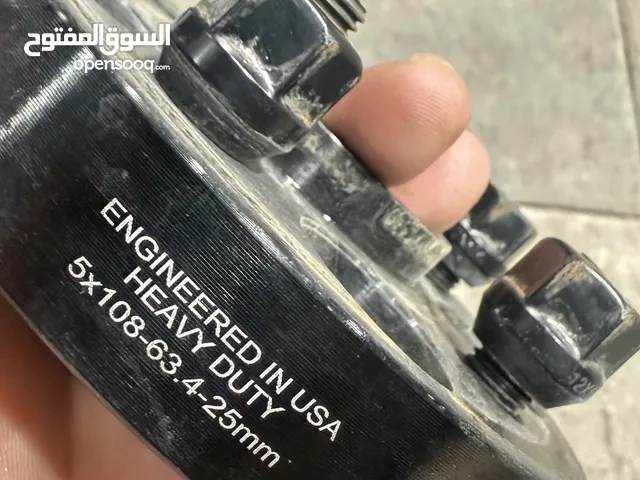 السوق المفتوح
opensooq.com
ENGINEERED IN USA
HEAVY DUTY
5x108-63.4-25mm